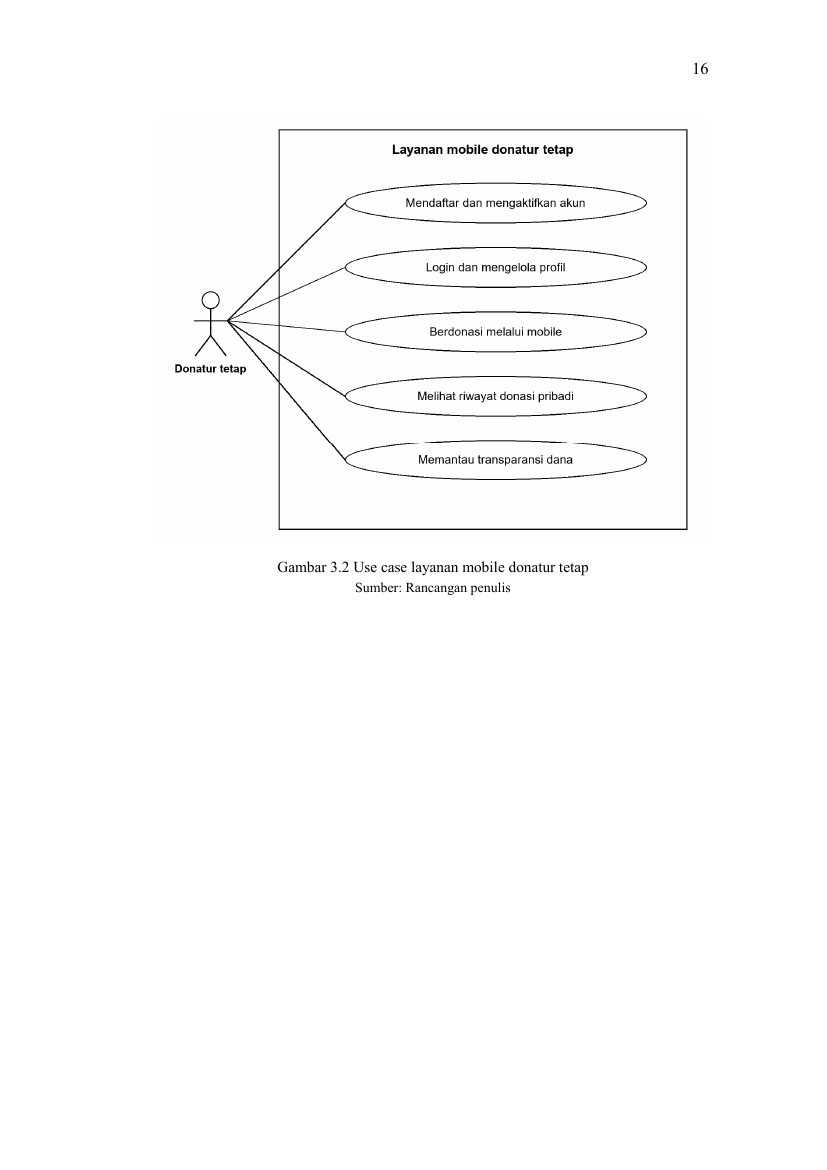 16
Layanan mobile donatur tetap
Mendaftar dan mengaktifkan akun
Login dan mengelola profil
Berdonasi melalui mobile
Donatur tetap
Melihat riwayat donasi pribadi
Memantau transparansi dana
Gambar 3.2 Use case layanan mobile donatur tetap
Sumber: Rancangan penulis